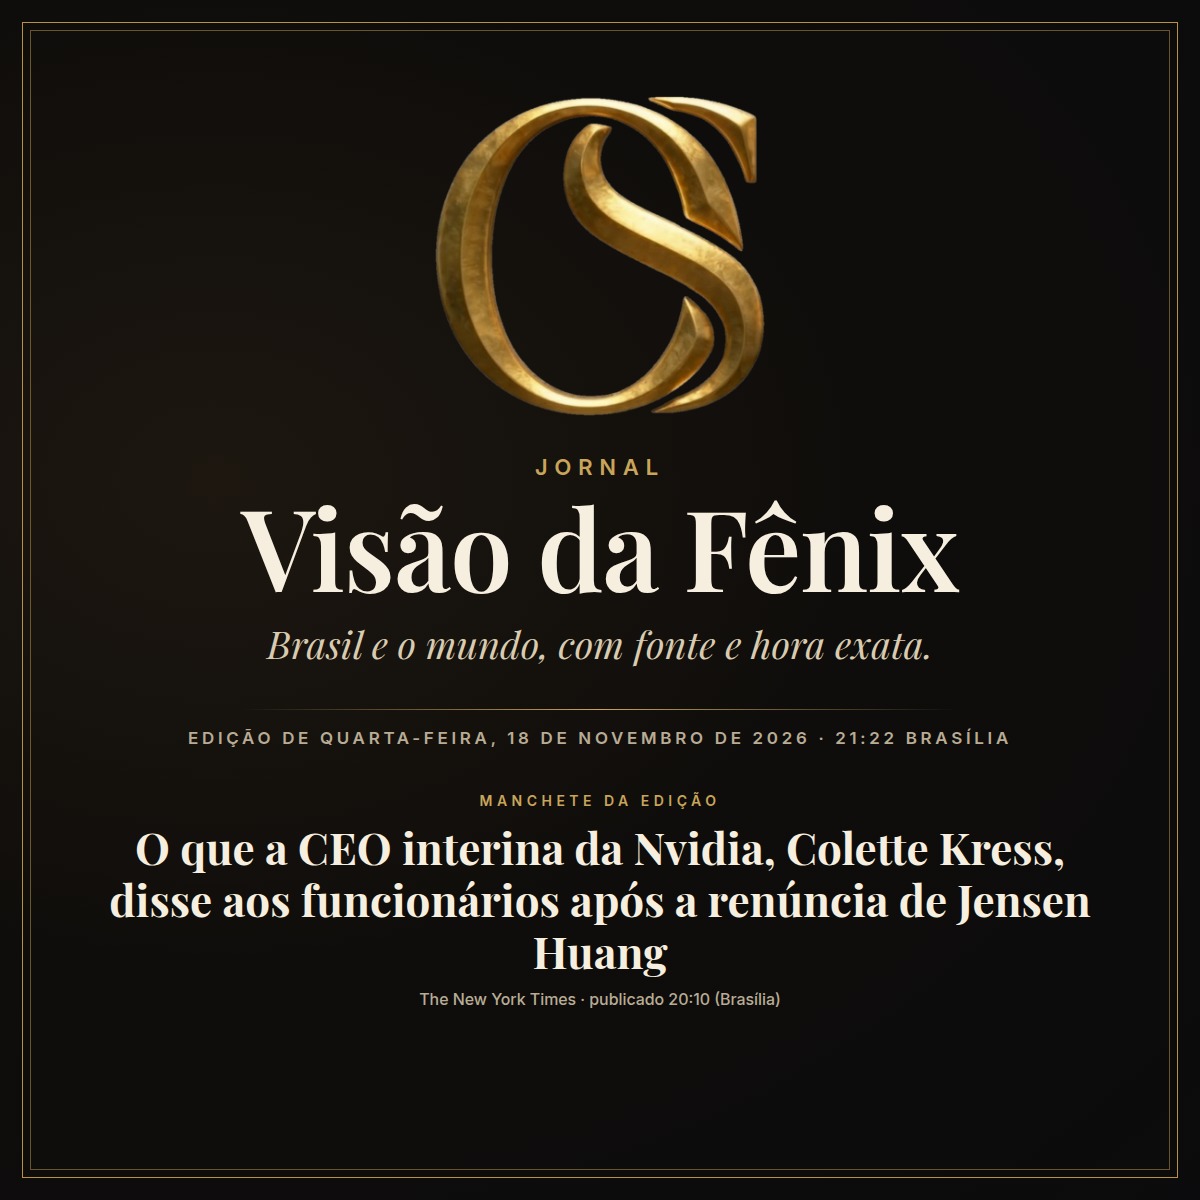 CS
JORNAL
Visão da Fênix
Brasil e o mundo, com fonte e hora exata.
EDIÇÃO DE QUARTA-FEIRA, 18 DE NOVEMBRO DE 2026 · 21:22 BRASÍLIA
MANCHETE DA EDIÇÃO
O que a CEO interina da Nvidia, Colette Kress,
disse aos funcionários após a renúncia de Jensen
Huang
The New York Times · publicado 20:10 (Brasília)